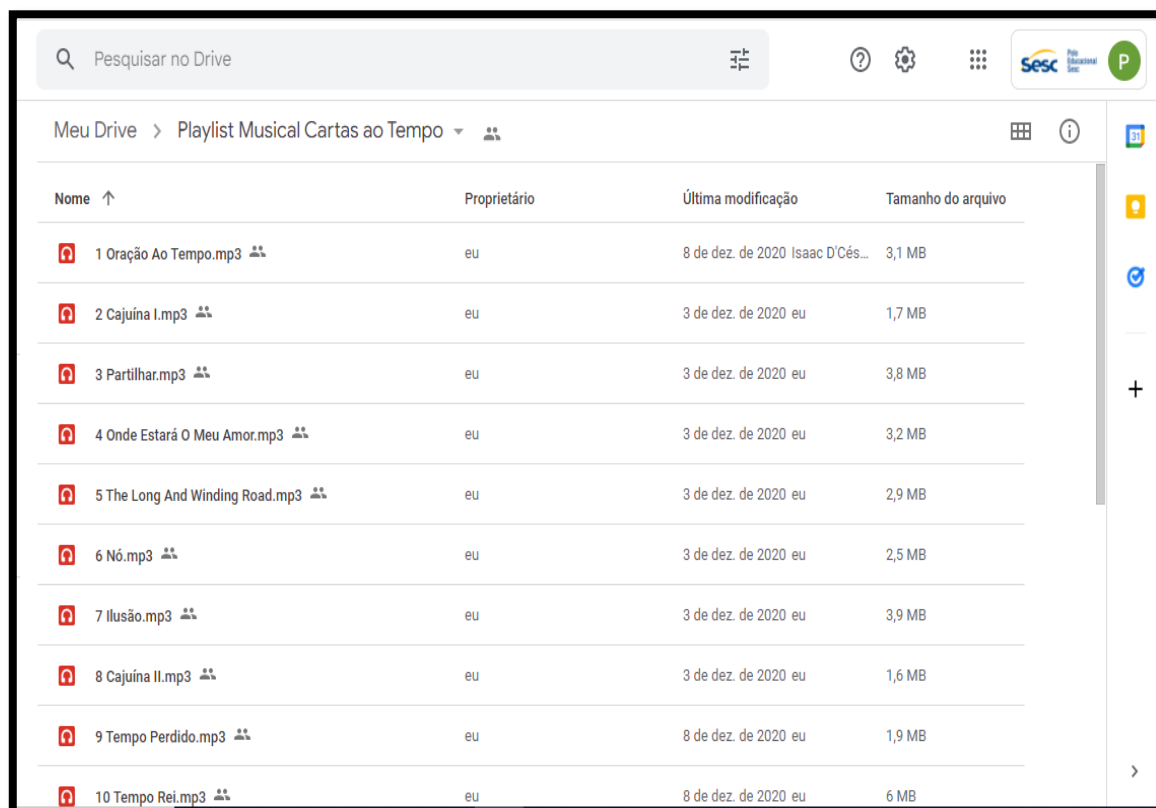 Pesquisar no Drive
Sesc Polo Educacional Sesc P
Meu Drive > Playlist Musical Cartas ao Tempo
31
Nome ↑ Proprietário Última modificação Tamanho do arquivo
1 Oração Ao Tempo.mp3 eu 8 de dez. de 2020 Isaac D'Cés... 3,1 MB
2 Cajuína I.mp3 eu 3 de dez. de 2020 eu 1,7 MB
3 Partilhar.mp3 eu 3 de dez. de 2020 eu 3,8 MB
4 Onde Estará O Meu Amor.mp3 eu 3 de dez. de 2020 eu 3,2 MB
5 The Long And Winding Road.mp3 eu 3 de dez. de 2020 eu 2,9 MB
6 Nó.mp3 eu 3 de dez. de 2020 eu 2,5 MB
7 Ilusão.mp3 eu 3 de dez. de 2020 eu 3,9 MB
8 Cajuína II.mp3 eu 3 de dez. de 2020 eu 1,6 MB
9 Tempo Perdido.mp3 eu 8 de dez. de 2020 eu 1,9 MB
10 Tempo Rei.mp3 eu 8 de dez. de 2020 eu 6 MB